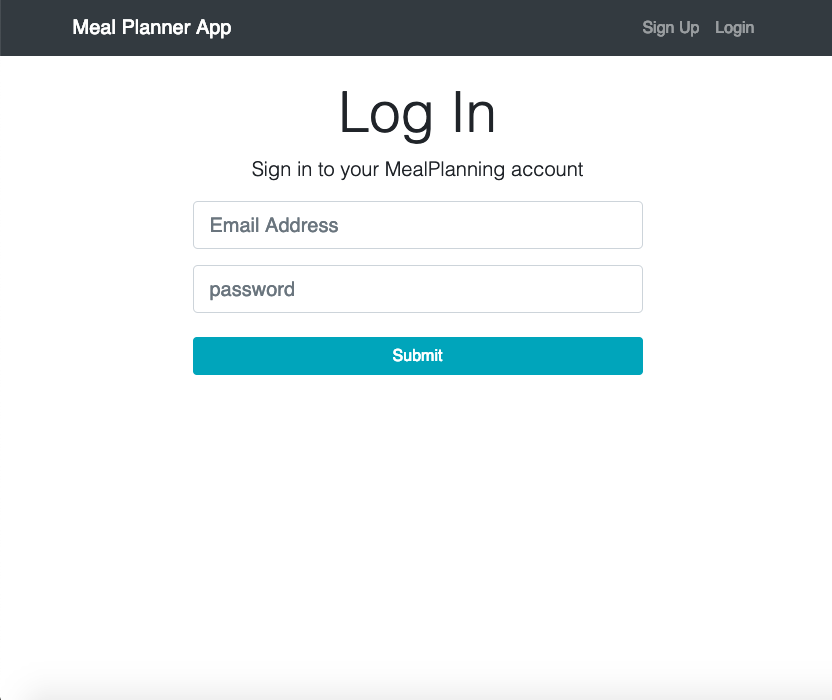 Meal Planner App Sign Up Login
Log In
Sign in to your MealPlanning account
Email Address
password
Submit